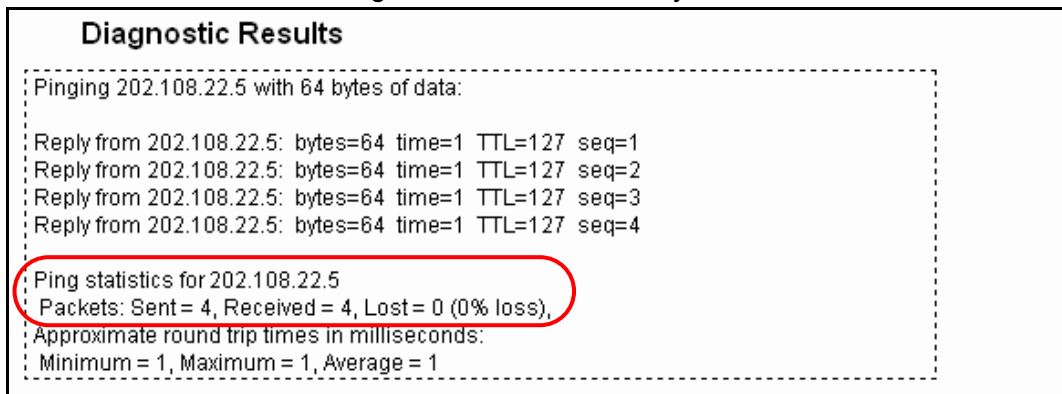 Diagnostic Results
Pinging 202.108.22.5 with 64 bytes of data:
Reply from 202.108.22.5: bytes=64 time=1 TTL=127 seq=1
Reply from 202.108.22.5: bytes=64 time=1 TTL=127 seq=2
Reply from 202.108.22.5: bytes=64 time=1 TTL=127 seq=3
Reply from 202.108.22.5: bytes=64 time=1 TTL=127 seq=4
Ping statistics for 202.108.22.5
Packets: Sent = 4, Received = 4, Lost = 0 (0% loss),
Approximate round trip times in milliseconds:
Minimum = 1, Maximum = 1, Average = 1